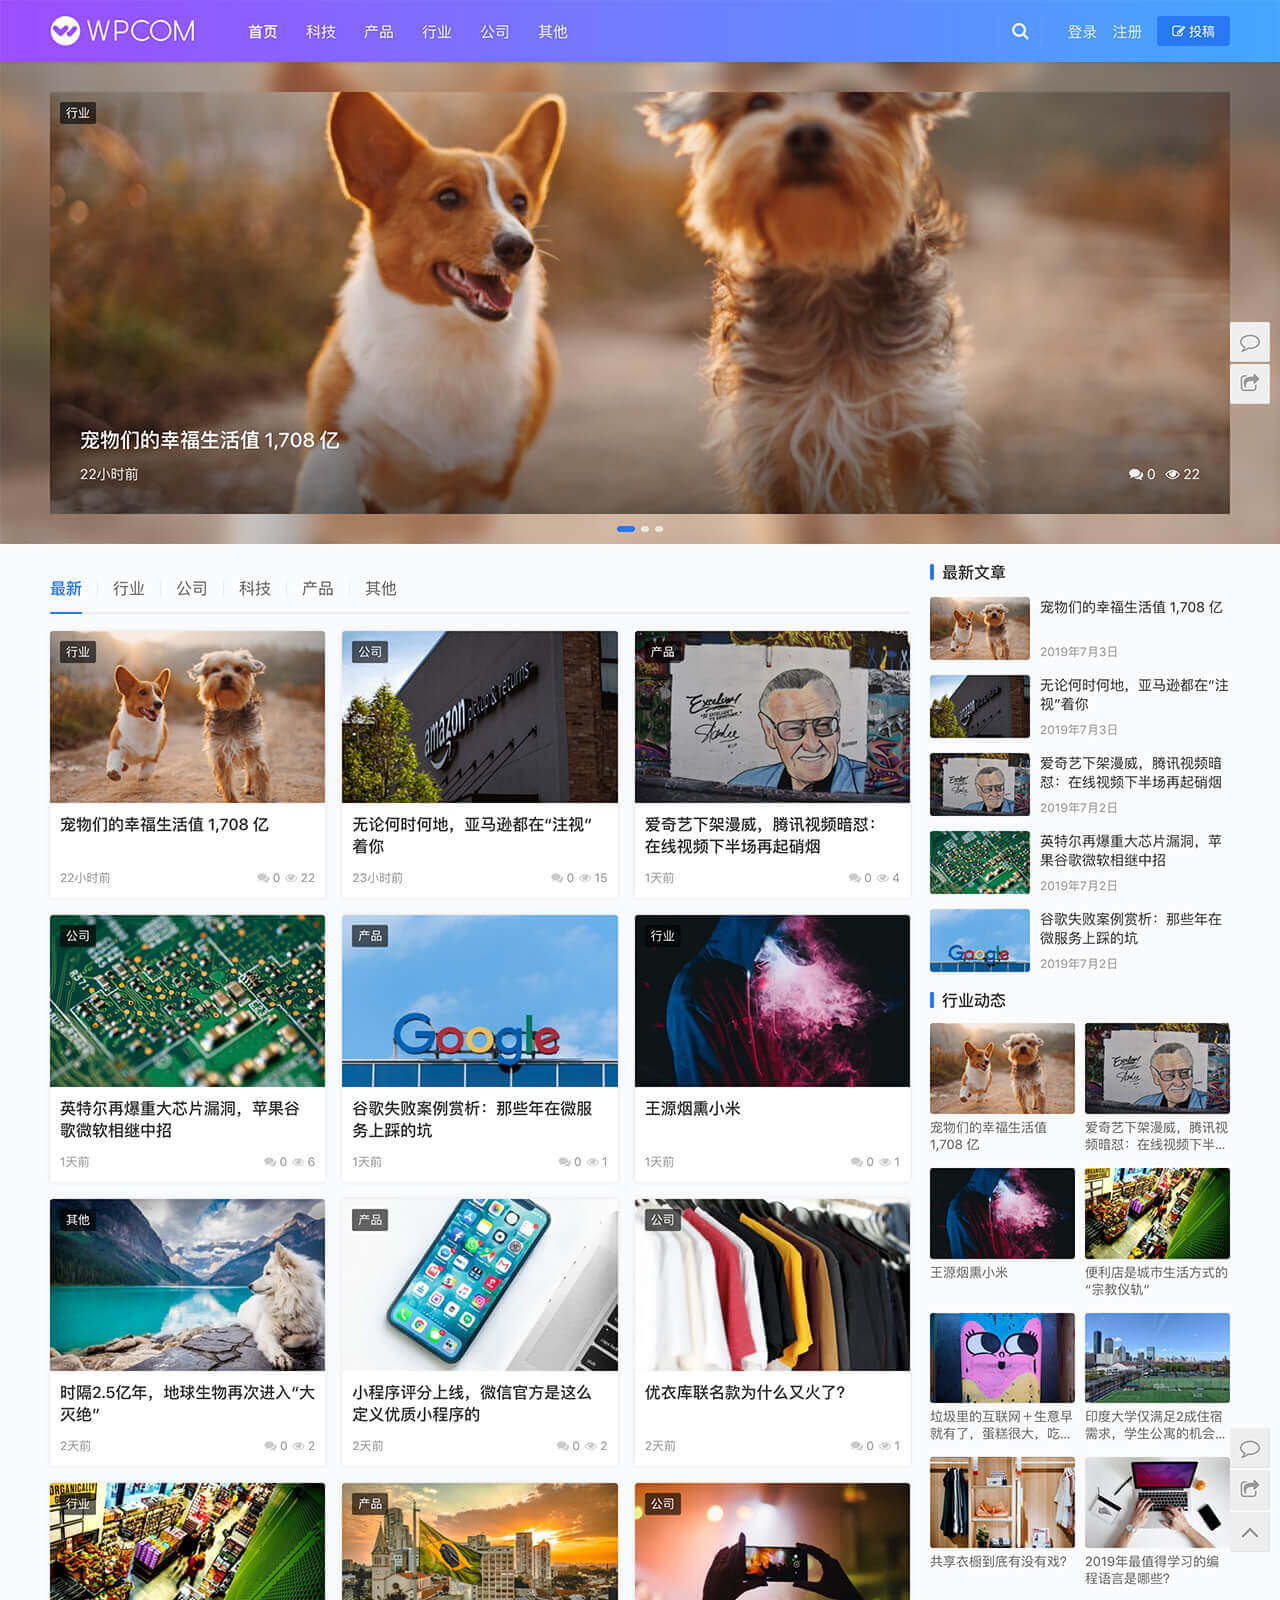 WPCOM 首页 科技 产品 行业 公司 其他 登录 注册 投稿
行业
宠物们的幸福生活值 1,708 亿
22小时前 0 22
最新 行业 公司 科技 产品 其他
行业
宠物们的幸福生活值 1,708 亿
22小时前 0 22
公司
amazon pickup & returns
无论何时何地，亚马逊都在“注视”
着你
23小时前 0 15
产品
Excelsior!
爱奇艺下架漫威，腾讯视频暗怼：
在线视频下半场再起硝烟
1天前 0 4
公司
英特尔再爆重大芯片漏洞，苹果谷
歌微软相继中招
1天前 0 6
产品
Google
谷歌失败案例赏析：那些年在微服
务上踩的坑
1天前 0 1
行业
王源烟熏小米
1天前 0 1
其他
时隔2.5亿年，地球生物再次进入“大
灭绝”
2天前 0 2
产品
小程序评分上线，微信官方是这么
定义优质小程序的
2天前 0 2
公司
优衣库联名款为什么又火了？
2天前 0 1
行业
产品
公司
最新文章
宠物们的幸福生活值 1,708 亿
2019年7月3日
无论何时何地，亚马逊都在“注
视”着你
2019年7月3日
爱奇艺下架漫威，腾讯视频暗
怼：在线视频下半场再起硝烟
2019年7月2日
英特尔再爆重大芯片漏洞，苹
果谷歌微软相继中招
2019年7月2日
Google
谷歌失败案例赏析：那些年在
微服务上踩的坑
2019年7月2日
行业动态
宠物们的幸福生活值
1,708 亿
爱奇艺下架漫威，腾讯视
频暗怼：在线视频下半...
王源烟熏小米
便利店是城市生活方式的
“宗教仪轨”
垃圾里的互联网＋生意早
就有了，蛋糕很大，吃...
印度大学仅满足2成住宿
需求，学生公寓的机会...
共享衣橱到底有没有戏？
2019年最值得学习的编
程语言是哪些？